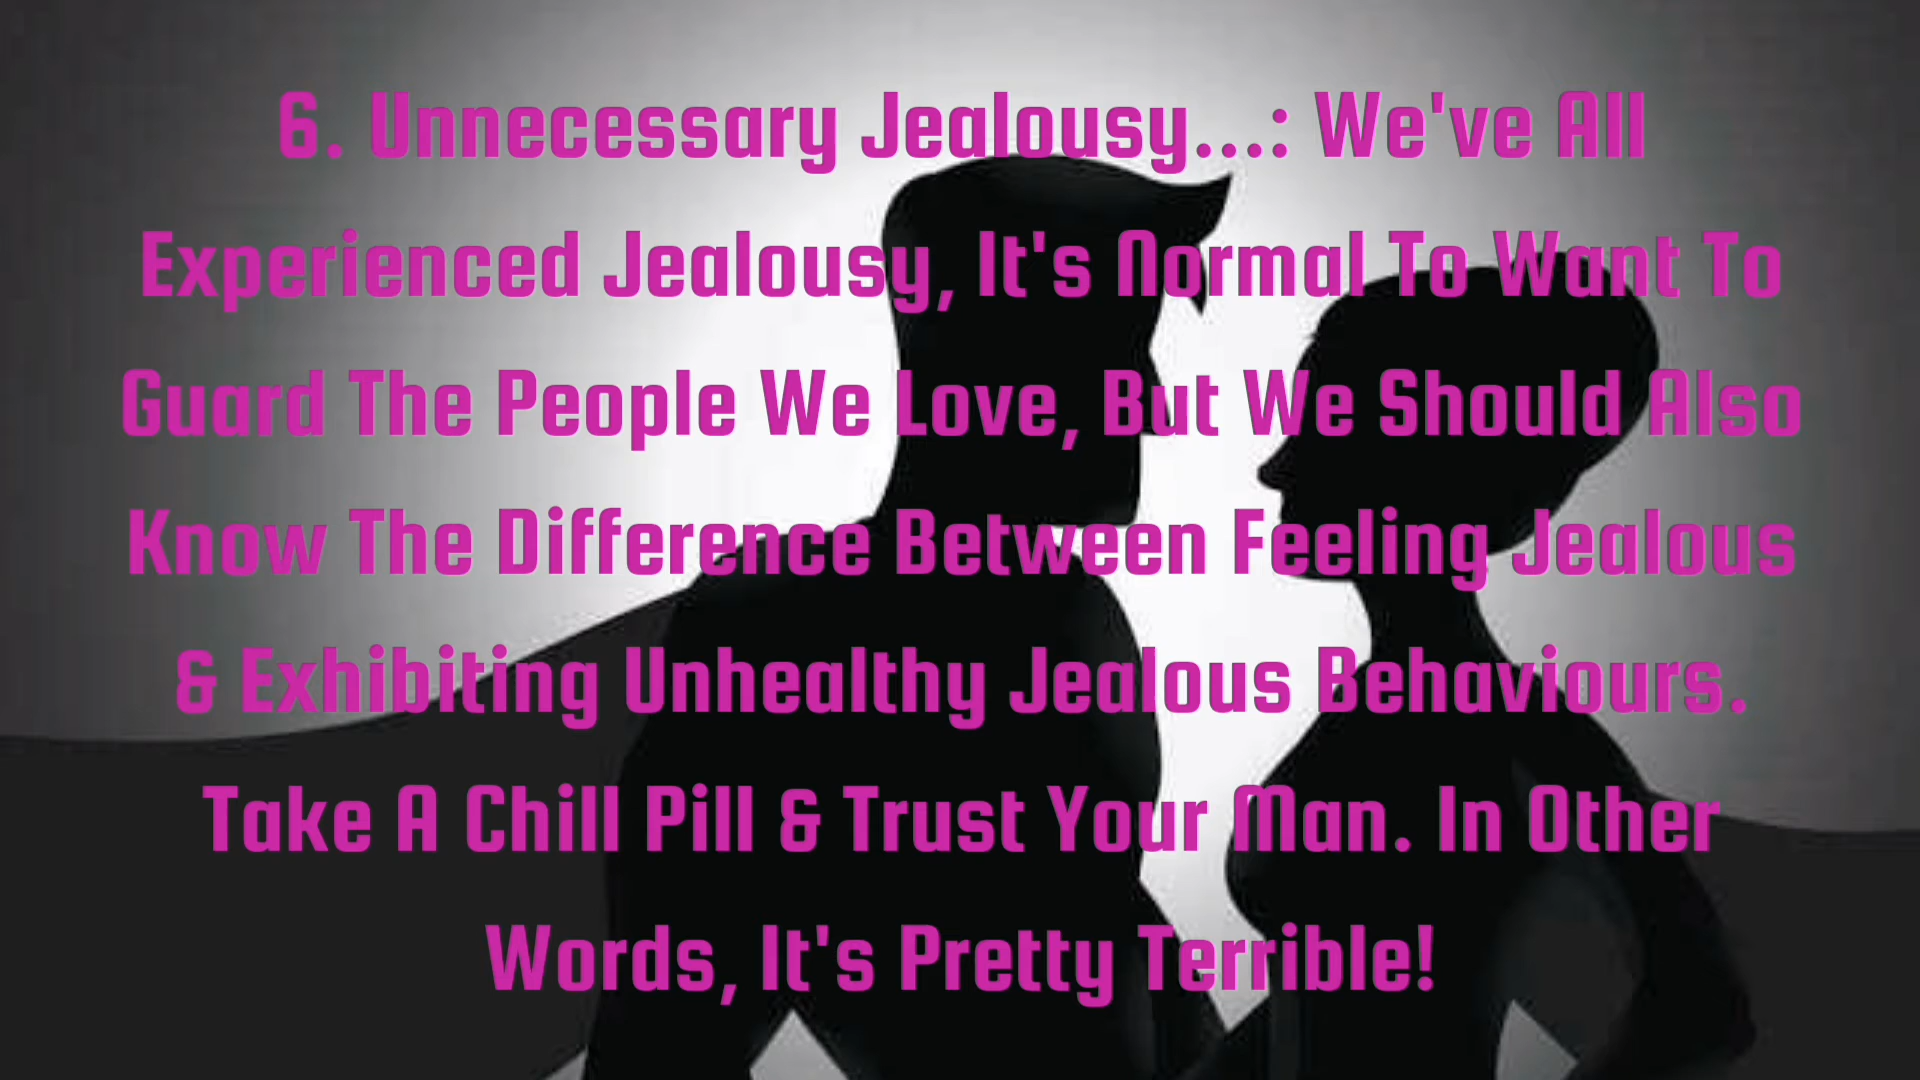 6. Unnecessary Jealousy...: We've All
Experienced Jealousy, It's Normal To Want To
Guard The People We Love, But We Should Also
Know The Difference Between Feeling Jealous
& Exhibiting Unhealthy Jealous Behaviours.
Take A Chill Pill & Trust Your Man. In Other
Words, It's Pretty Terrible!